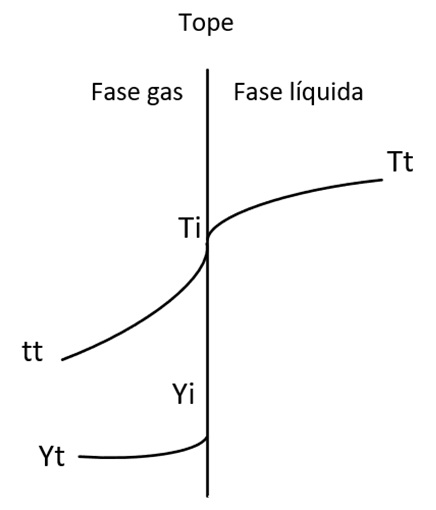 Tope
Fase gas
Fase líquida
Tt
Ti
tt
Yi
Yt